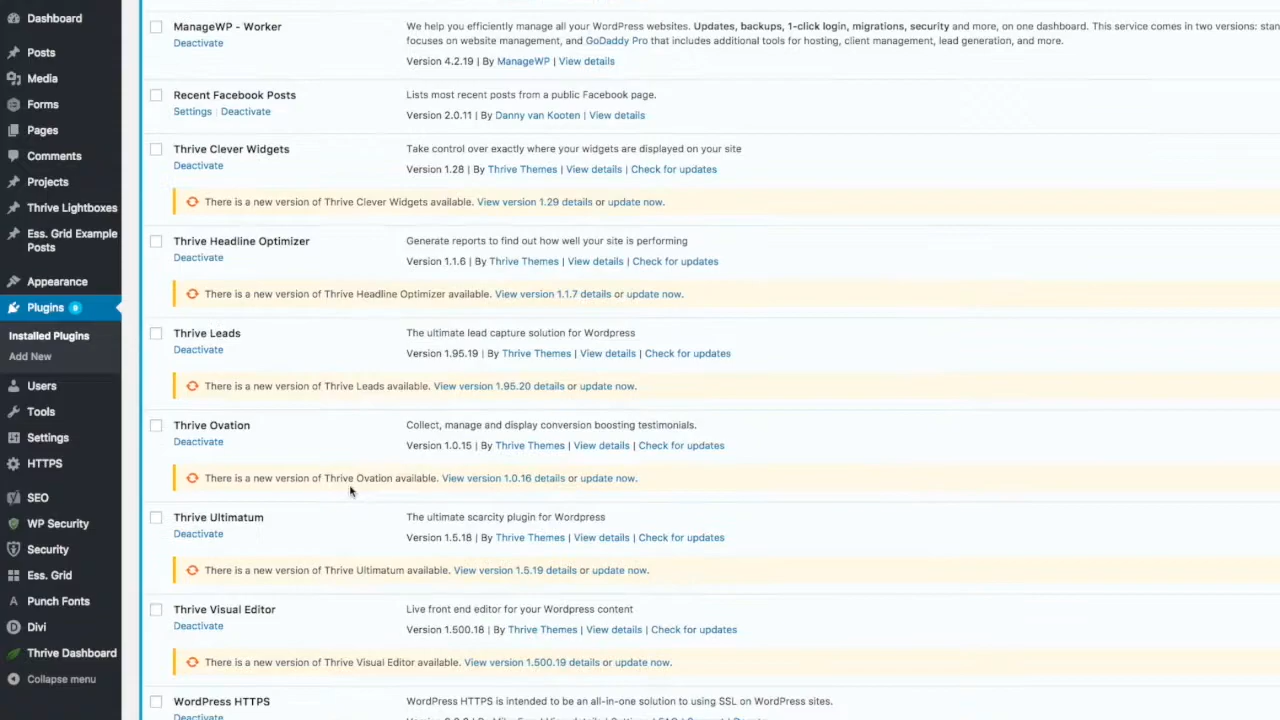 Dashboard
Posts
Media
Forms
Pages
Comments
Projects
Thrive Lightboxes
Ess. Grid Example
Posts
Appearance
Plugins
Installed Plugins
Add New
Users
Tools
Settings
HTTPS
SEO
WP Security
Security
Ess. Grid
Punch Fonts
Divi
Thrive Dashboard
Collapse menu
ManageWP - Worker
Deactivate
We help you efficiently manage all your WordPress websites. Updates, backups, 1-click login, migrations, security and more, on one dashboard. This service comes in two versions:
focuses on website management, and GoDaddy Pro that includes additional tools for hosting, client management, lead generation, and more.
Version 4.2.19 | By ManageWP | View details
Recent Facebook Posts
Settings | Deactivate
Lists most recent posts from a public Facebook page.
Version 2.0.11 | By Danny van Kooten | View details
Thrive Clever Widgets
Deactivate
Take control over exactly where your widgets are displayed on your site
Version 1.28 | By Thrive Themes | View details | Check for updates
There is a new version of Thrive Clever Widgets available. View version 1.29 details or update now.
Thrive Headline Optimizer
Deactivate
Generate reports to find out how well your site is performing
Version 1.1.6 | By Thrive Themes | View details | Check for updates
There is a new version of Thrive Headline Optimizer available. View version 1.1.7 details or update now.
Thrive Leads
Deactivate
The ultimate lead capture solution for Wordpress
Version 1.95.19 | By Thrive Themes | View details | Check for updates
There is a new version of Thrive Leads available. View version 1.95.20 details or update now.
Thrive Ovation
Deactivate
Collect, manage and display conversion boosting testimonials.
Version 1.0.15 | By Thrive Themes | View details | Check for updates
There is a new version of Thrive Ovation available. View version 1.0.16 details or update now.
Thrive Ultimatum
Deactivate
The ultimate scarcity plugin for Wordpress
Version 1.5.18 | By Thrive Themes | View details | Check for updates
There is a new version of Thrive Ultimatum available. View version 1.5.19 details or update now.
Thrive Visual Editor
Deactivate
Live front end editor for your Wordpress content
Version 1.500.18 | By Thrive Themes | View details | Check for updates
There is a new version of Thrive Visual Editor available. View version 1.500.19 details or update now.
WordPress HTTPS
Deactivate
WordPress HTTPS is intended to be an all-in-one solution to using SSL on WordPress sites.